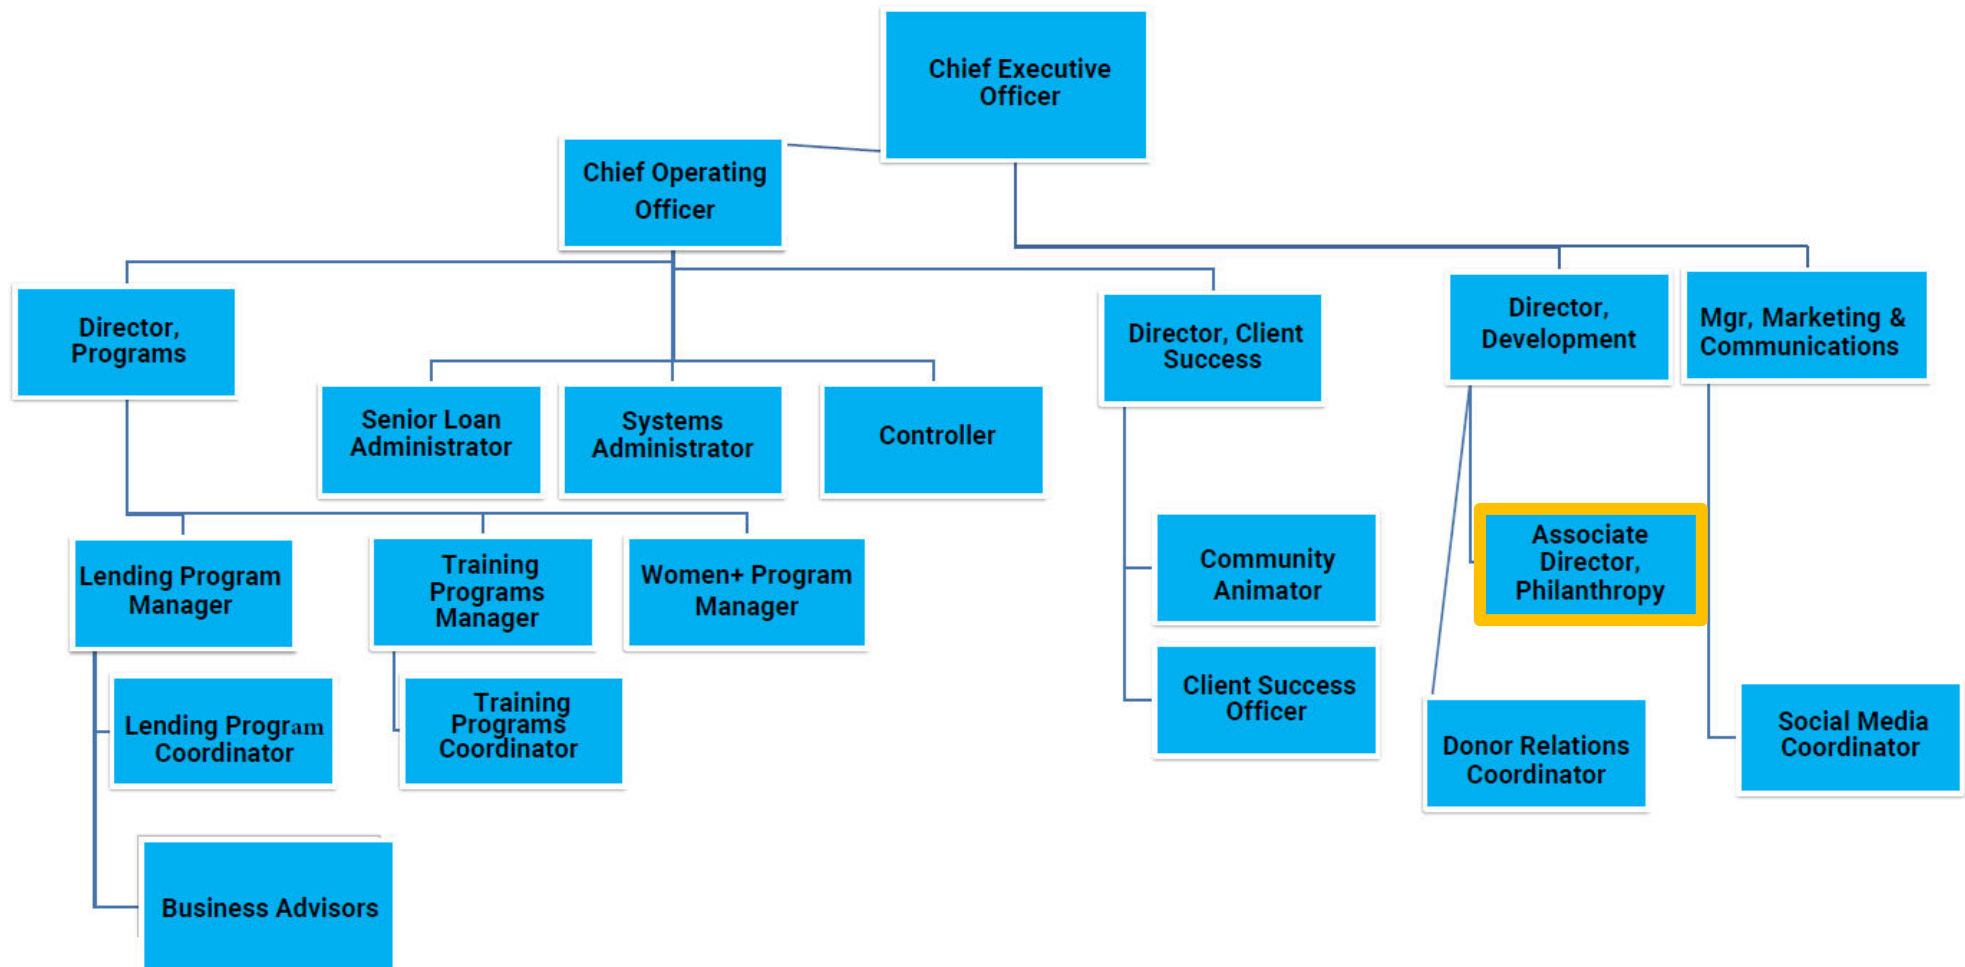 Chief Executive
Officer
Chief Operating
Officer
Director,
Programs
Director, Client
Success
Director,
Development
Mgr, Marketing &
Communications
Senior Loan
Administrator
Systems
Administrator
Controller
Lending Program
Manager
Training
Programs
Manager
Women+ Program
Manager
Community
Animator
Associate
Director,
Philanthropy
Lending Program
Coordinator
Training
Programs
Coordinator
Client Success
Officer
Donor Relations
Coordinator
Social Media
Coordinator
Business Advisors